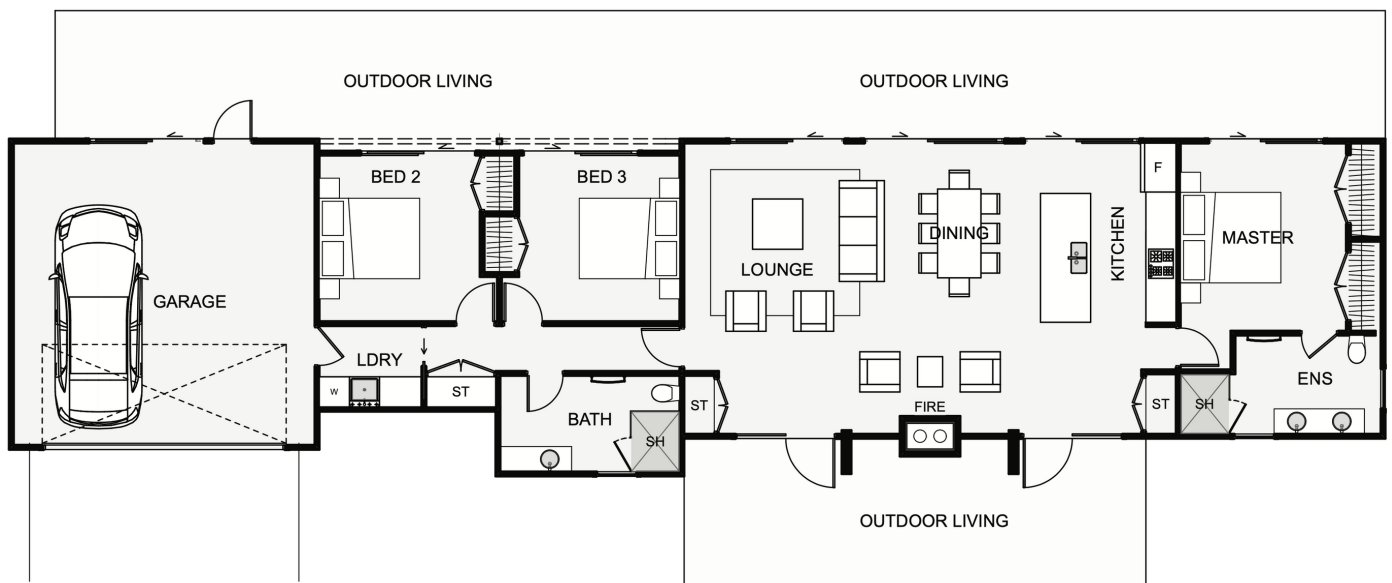 OUTDOOR LIVING
OUTDOOR LIVING
BED 2
BED 3
F
KITCHEN
DINING
MASTER
LOUNGE
GARAGE
LDRY
ENS
W
ST
ST
FIRE
ST
SH
BATH
SH
OUTDOOR LIVING